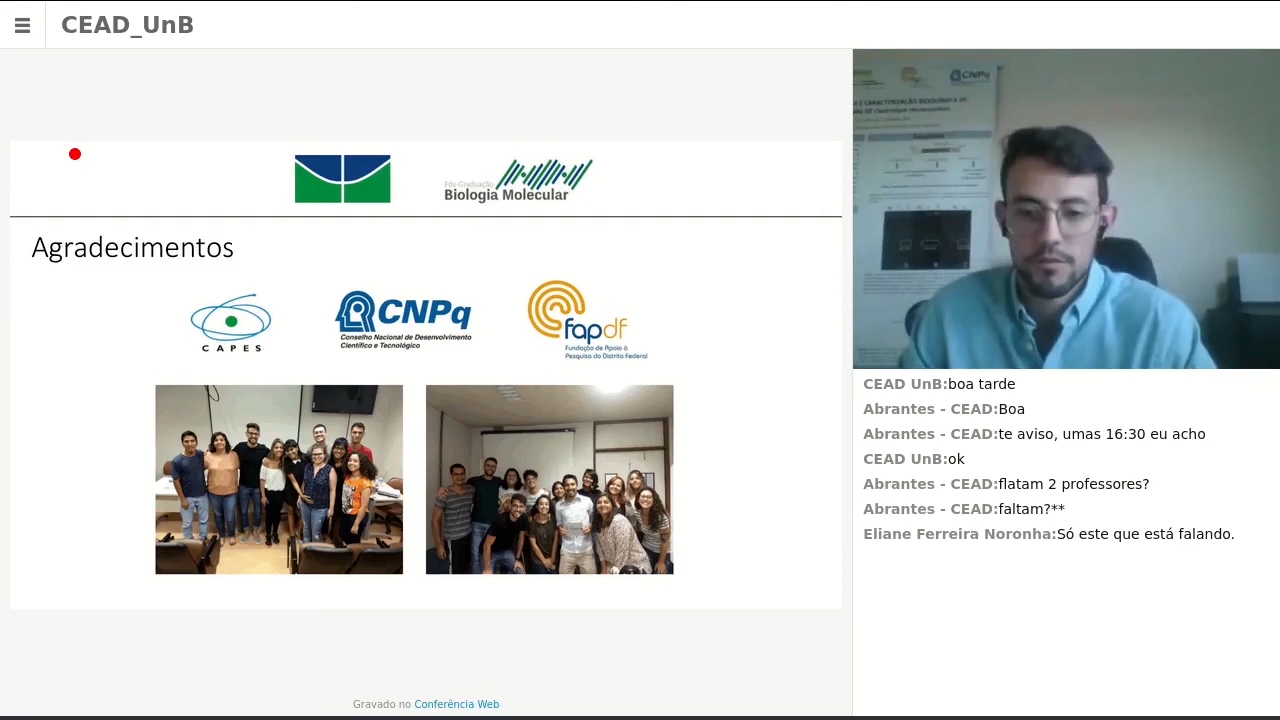 CEAD_UnB
Pós-Graduação
Biologia Molecular
Agradecimentos
CAPES
CNPq
Conselho Nacional de Desenvolvimento
Científico e Tecnológico
fapdf
Fundação de Apoio à
Pesquisa do Distrito Federal
Gravado no Conferência Web
CNPq
CEAD UnB:boa tarde
Abrantes - CEAD:Boa
Abrantes - CEAD:te aviso, umas 16:30 eu acho
CEAD UnB:ok
Abrantes - CEAD:flatam 2 professores?
Abrantes - CEAD:faltam?**
Eliane Ferreira Noronha:Só este que está falando.